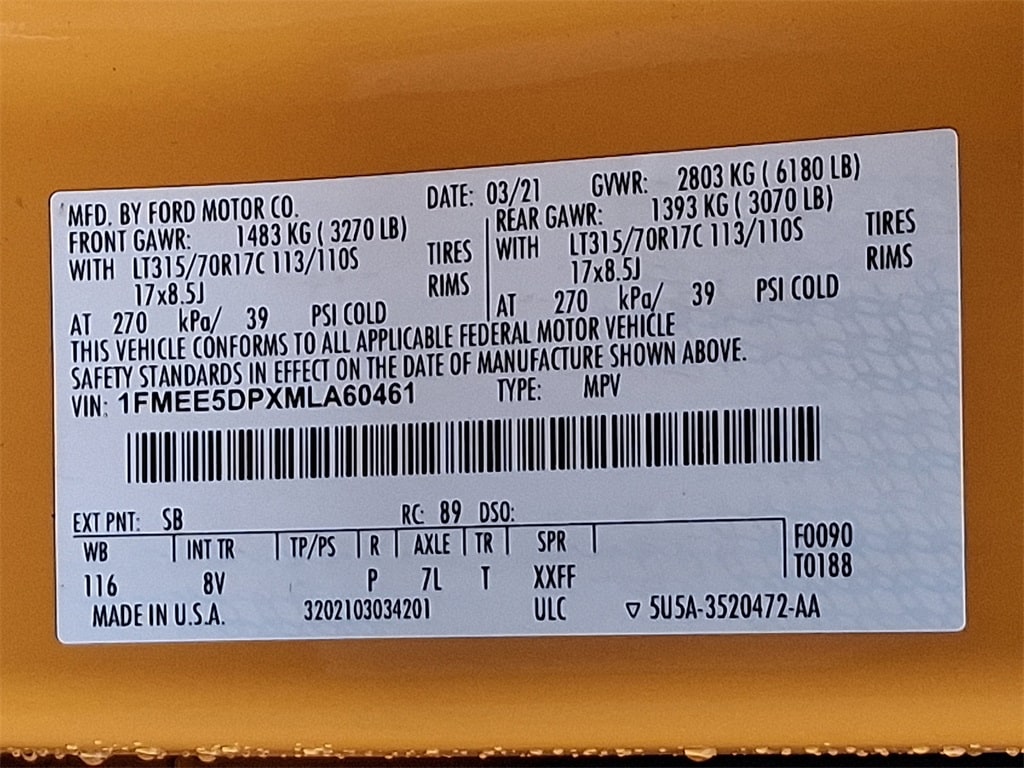 MFD. BY FORD MOTOR CO. DATE: 03/21 GVWR: 2803 KG ( 6180 LB)
FRONT GAWR: 1483 KG ( 3270 LB) REAR GAWR: 1393 KG ( 3070 LB)
WITH LT315/70R17C 113/110S TIRES WITH LT315/70R17C 113/110S TIRES
17x8.5J RIMS 17x8.5J RIMS
AT 270 kPa/ 39 PSI COLD AT 270 kPa/ 39 PSI COLD
THIS VEHICLE CONFORMS TO ALL APPLICABLE FEDERAL MOTOR VEHICLE
SAFETY STANDARDS IN EFFECT ON THE DATE OF MANUFACTURE SHOWN ABOVE.
VIN: 1FMEE5DPXMLA60461 TYPE: MPV
EXT PNT: SB RC: 89 DSO:
WB INT TR TP/PS R AXLE TR SPR F0090
116 8V P 7L T XXFF T0188
MADE IN U.S.A. 3202103034201 ULC ▽ 5U5A-3520472-AA